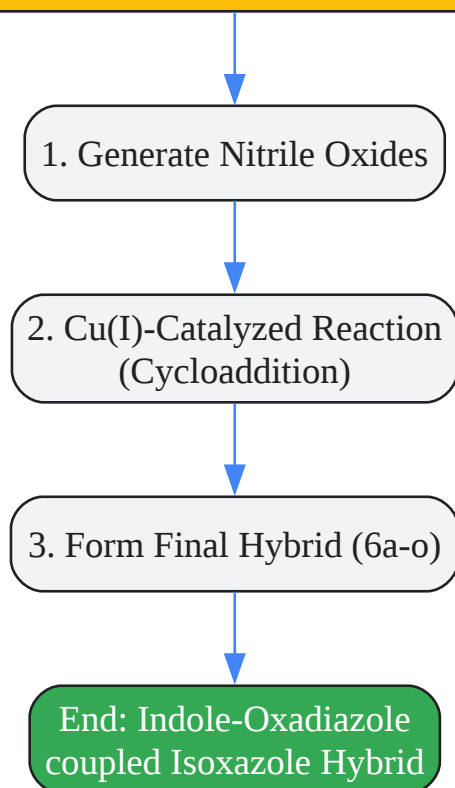 1. Generate Nitrile Oxides
2. Cu(I)-Catalyzed Reaction
(Cycloaddition)
3. Form Final Hybrid (6a-o)
End: Indole-Oxadiazole
coupled Isoxazole Hybrid